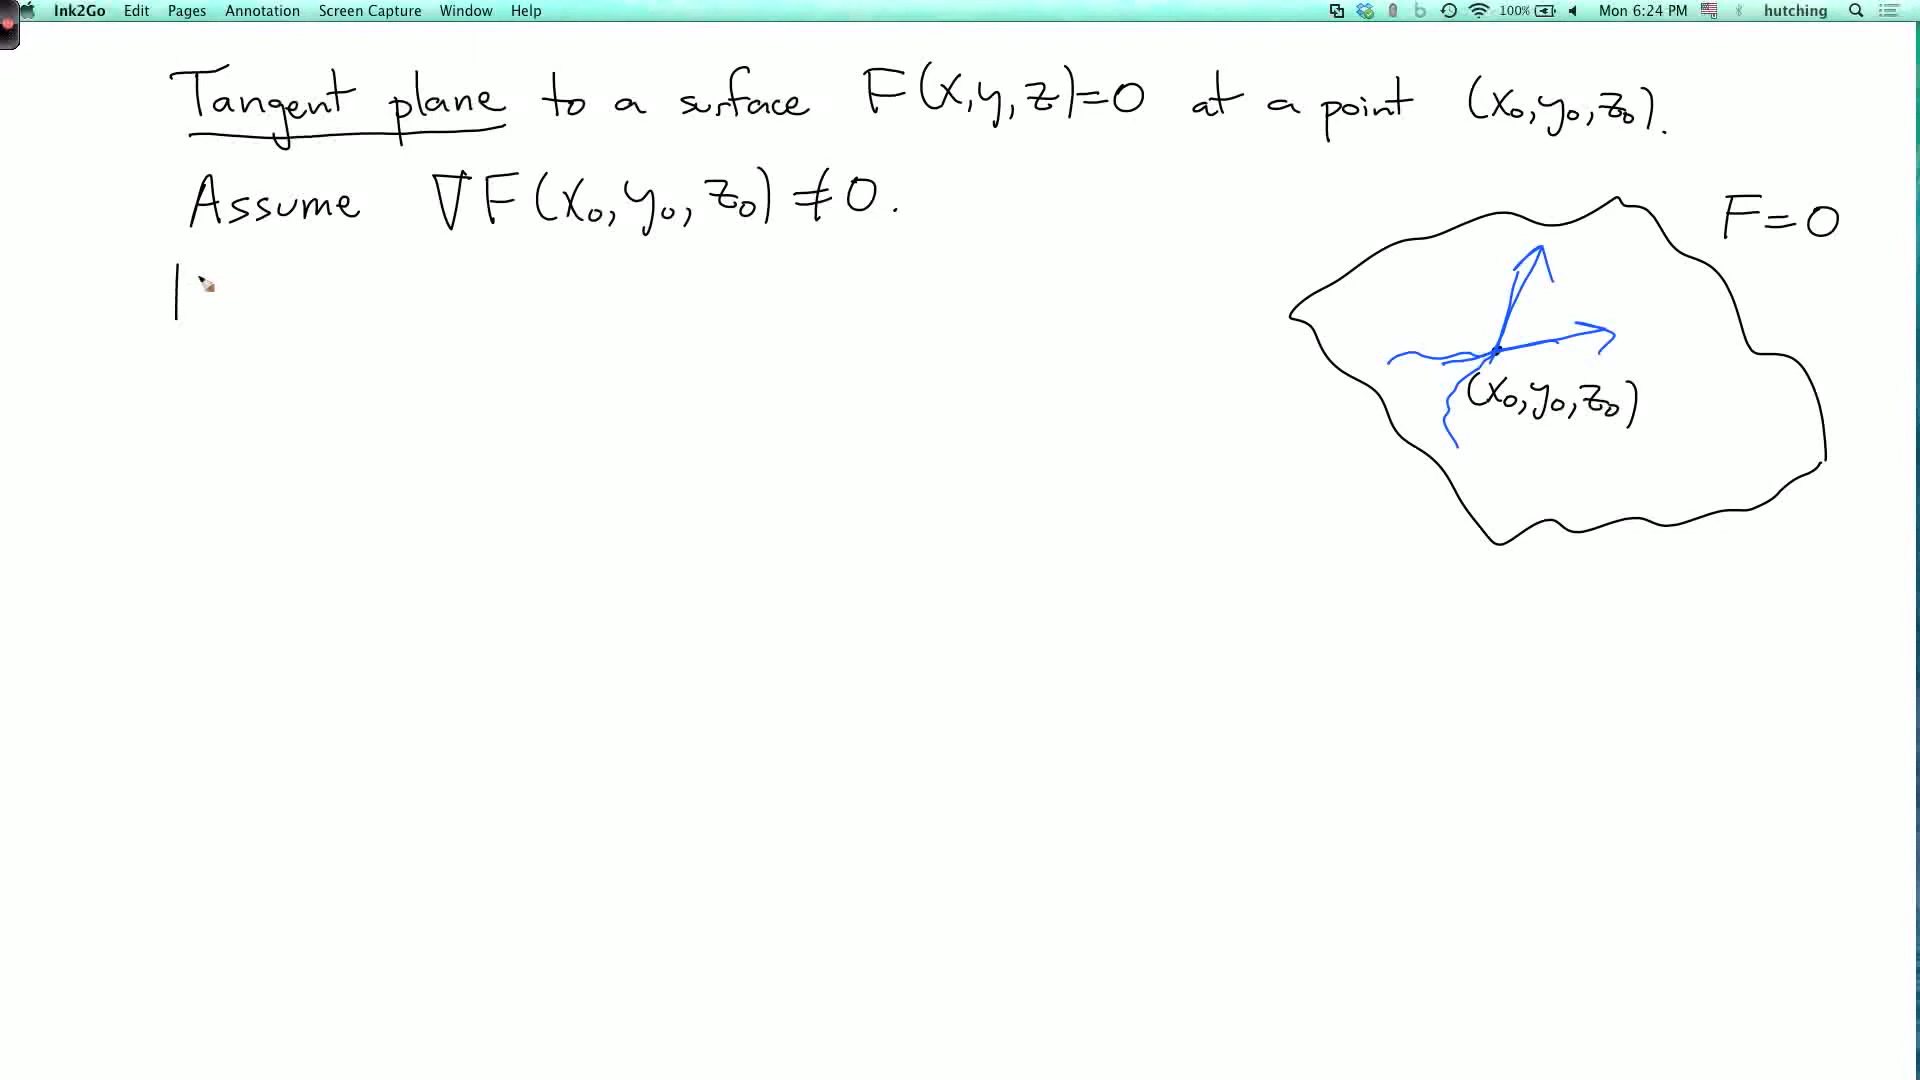 Ink2Go Edit Pages Annotation Screen Capture Window Help 100% Mon 6:24 PM hutching
Tangent plane to a surface F(x,y,z)=0 at a point (x₀,y₀,z₀).
Assume ∇F(x₀,y₀,z₀)≠0.
F=0
(x₀,y₀,z₀)